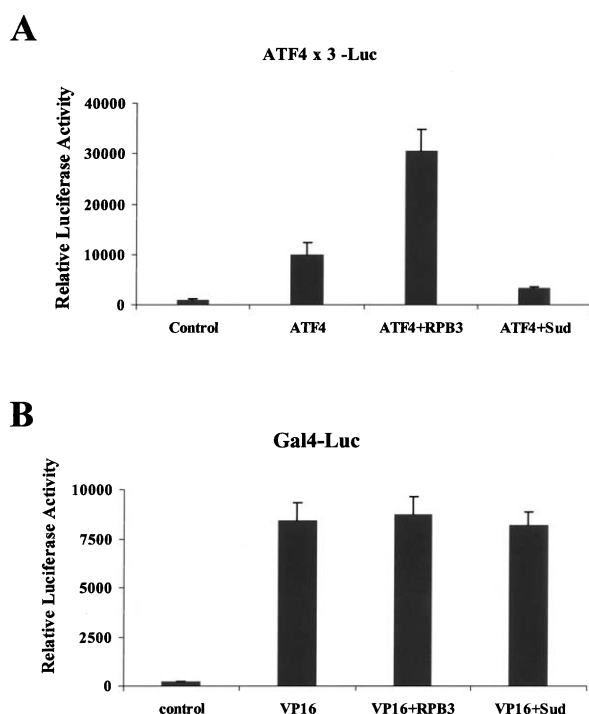 A
ATF4 x 3 -Luc
Relative Luciferase Activity
40000
30000
20000
10000
0
Control ATF4 ATF4+RPB3 ATF4+Sud
B
Gal4-Luc
Relative Luciferase Activity
10000
7500
5000
2500
0
control VP16 VP16+RPB3 VP16+Sud